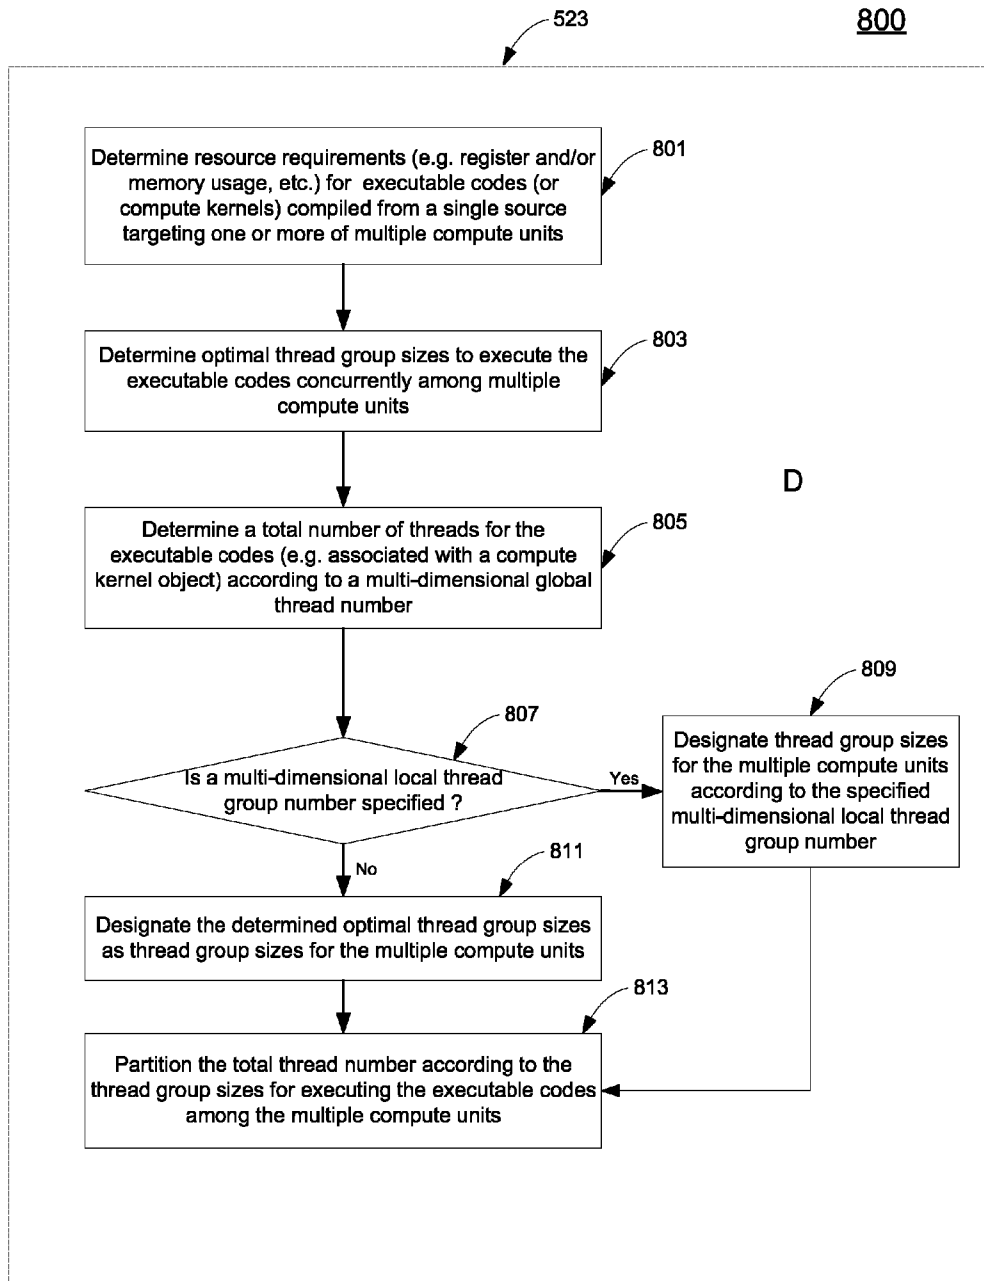 523
800
Determine resource requirements (e.g. register and/or
memory usage, etc.) for executable codes (or
compute kernels) compiled from a single source
targeting one or more of multiple compute units
801
Determine optimal thread group sizes to execute the
executable codes concurrently among multiple
compute units
803
D
Determine a total number of threads for the
executable codes (e.g. associated with a compute
kernel object) according to a multi-dimensional global
thread number
805
807
Is a multi-dimensional local thread
group number specified ?
Yes
809
Designate thread group sizes
for the multiple compute units
according to the specified
multi-dimensional local thread
group number
No
811
Designate the determined optimal thread group sizes
as thread group sizes for the multiple compute units
813
Partition the total thread number according to the
thread group sizes for executing the executable codes
among the multiple compute units